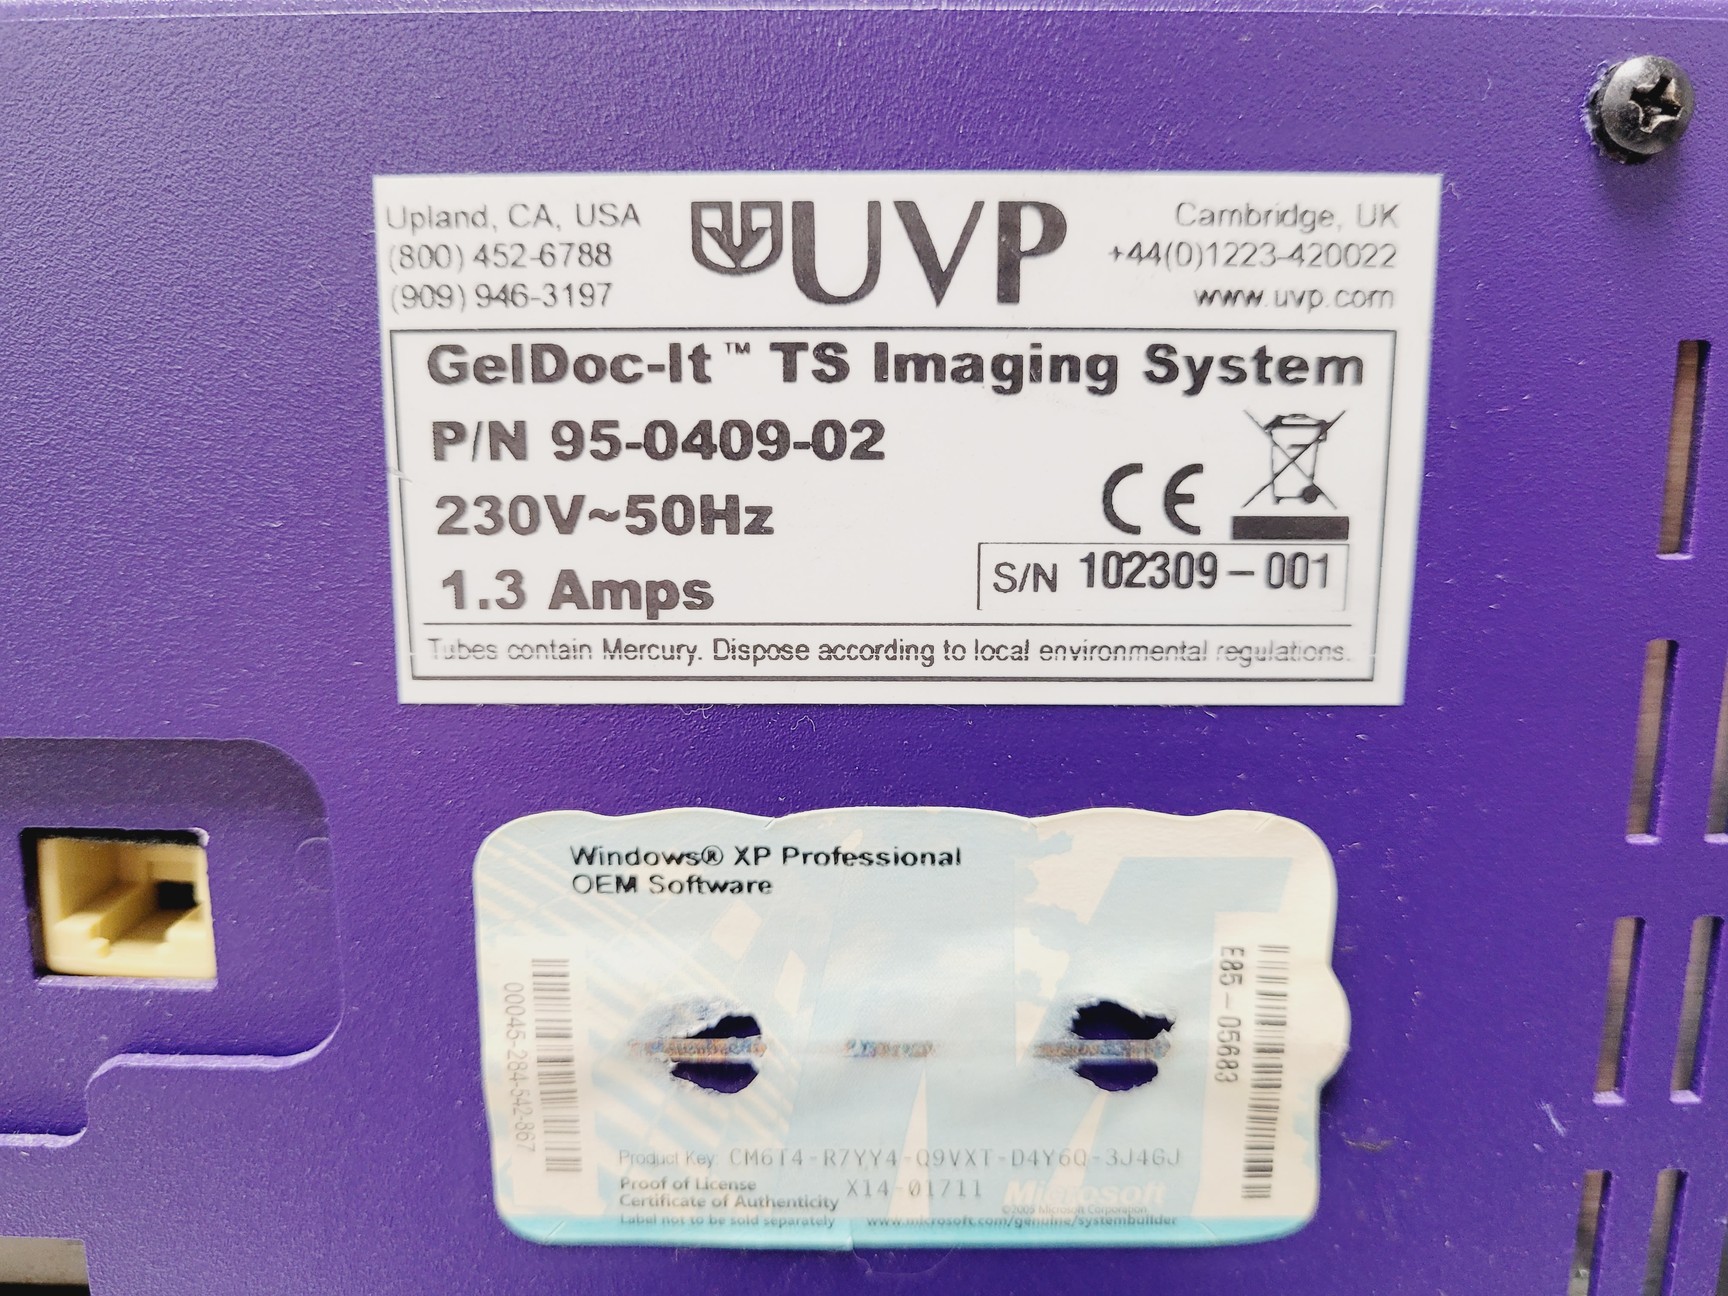 Upland, CA, USA
(800) 452-6788
(909) 946-3197
UVP
Cambridge, UK
+44(0)1223-420022
www.uvp.com
GelDoc-It™ TS Imaging System
P/N 95-0409-02
230V~50Hz
1.3 Amps
CE
S/N 102309-001
Tubes contain Mercury. Dispose according to local environmental regulations.
Windows® XP Professional
OEM Software
00045-284-542-867
E85-05683
Product Key: CM6T4-R7YY4-Q9VXT-D4Y6Q-3J4GJ
Proof of License
Certificate of Authenticity
X14-01711
Microsoft
©2005 Microsoft Corporation.
Label not to be sold separately
www.microsoft.com/genuine/systembuilder